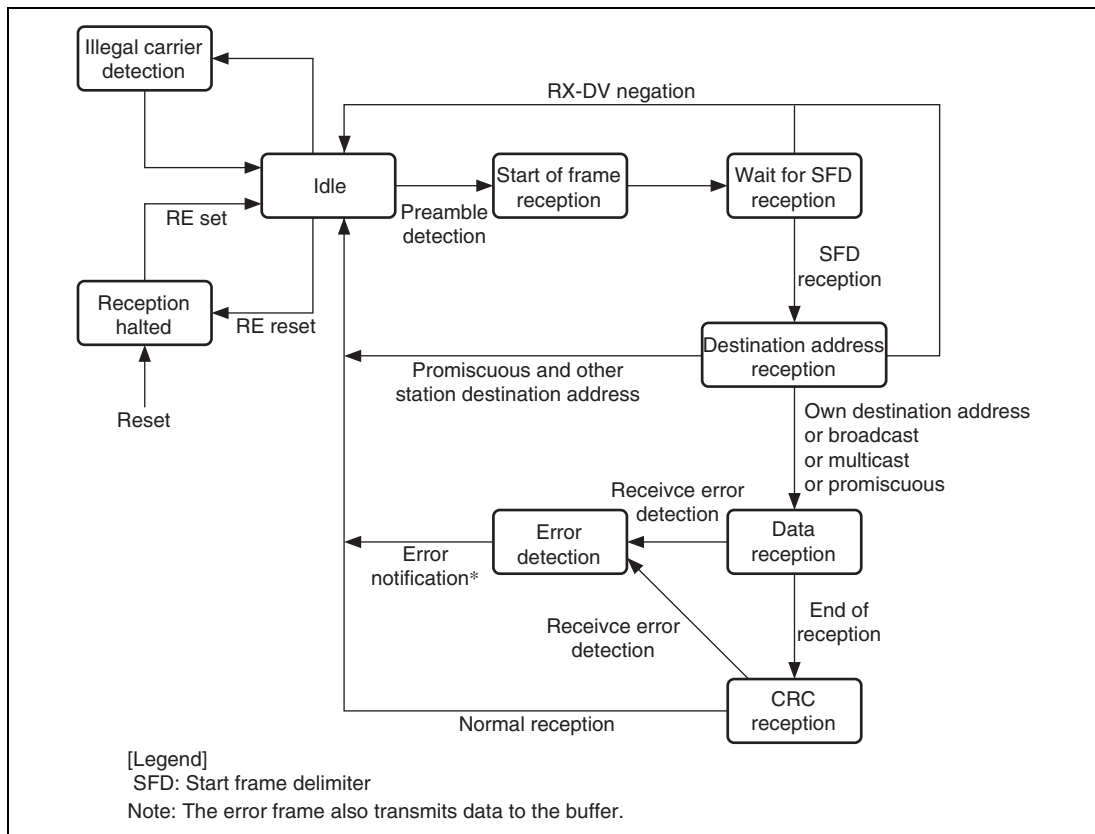 Illegal carrier
detection
RX-DV negation
Idle
Start of frame
reception
Wait for SFD
reception
Preamble
detection
RE set
SFD
reception
Reception
halted
RE reset
Destination address
reception
Promiscuous and other
station destination address
Reset
Own destination address
or broadcast
or multicast
or promiscuous
Receivce error
detection
Error
detection
Data
reception
Error
notification*
End of
reception
Receivce error
detection
CRC
reception
Normal reception
[Legend]
SFD: Start frame delimiter
Note: The error frame also transmits data to the buffer.